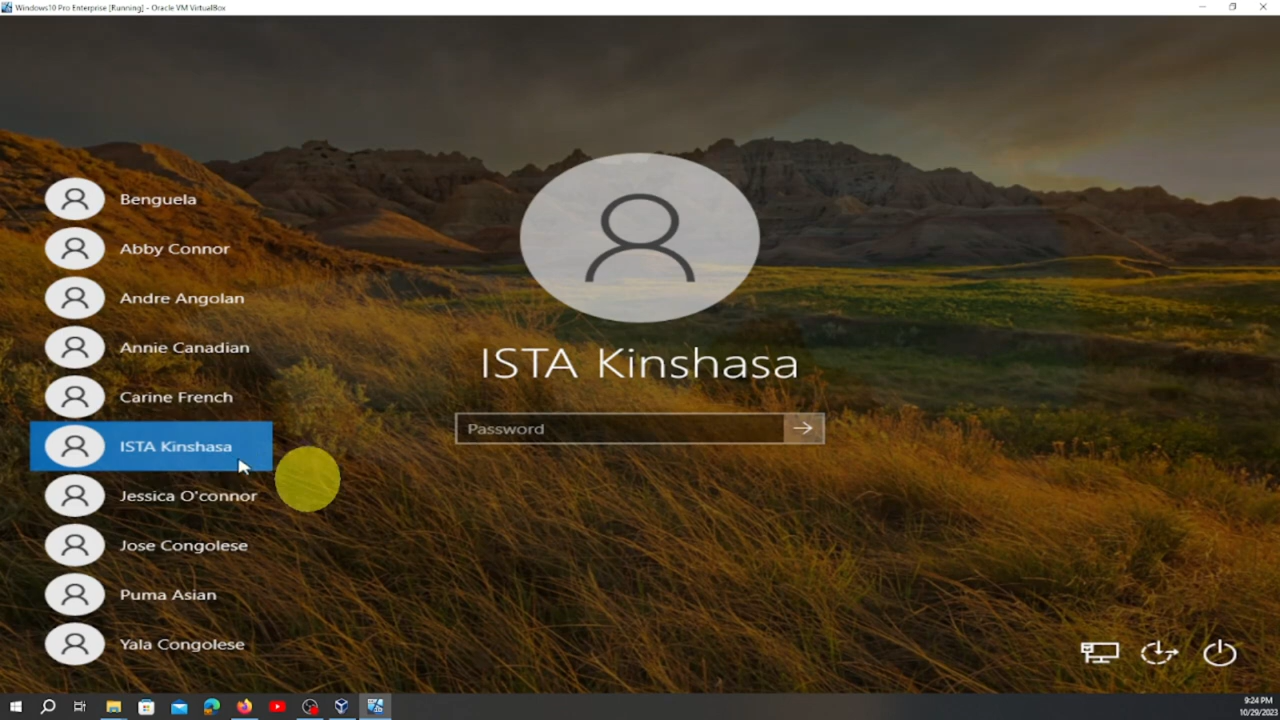 Windows10 Pro Enterprise [Running] - Oracle VM VirtualBox
Benguela
Abby Connor
Andre Angolan
Annie Canadian
Carine French
ISTA Kinshasa
Jessica O'connor
Jose Congolese
Puma Asian
Yala Congolese
ISTA Kinshasa
Password
9:24 PM
10/29/2023